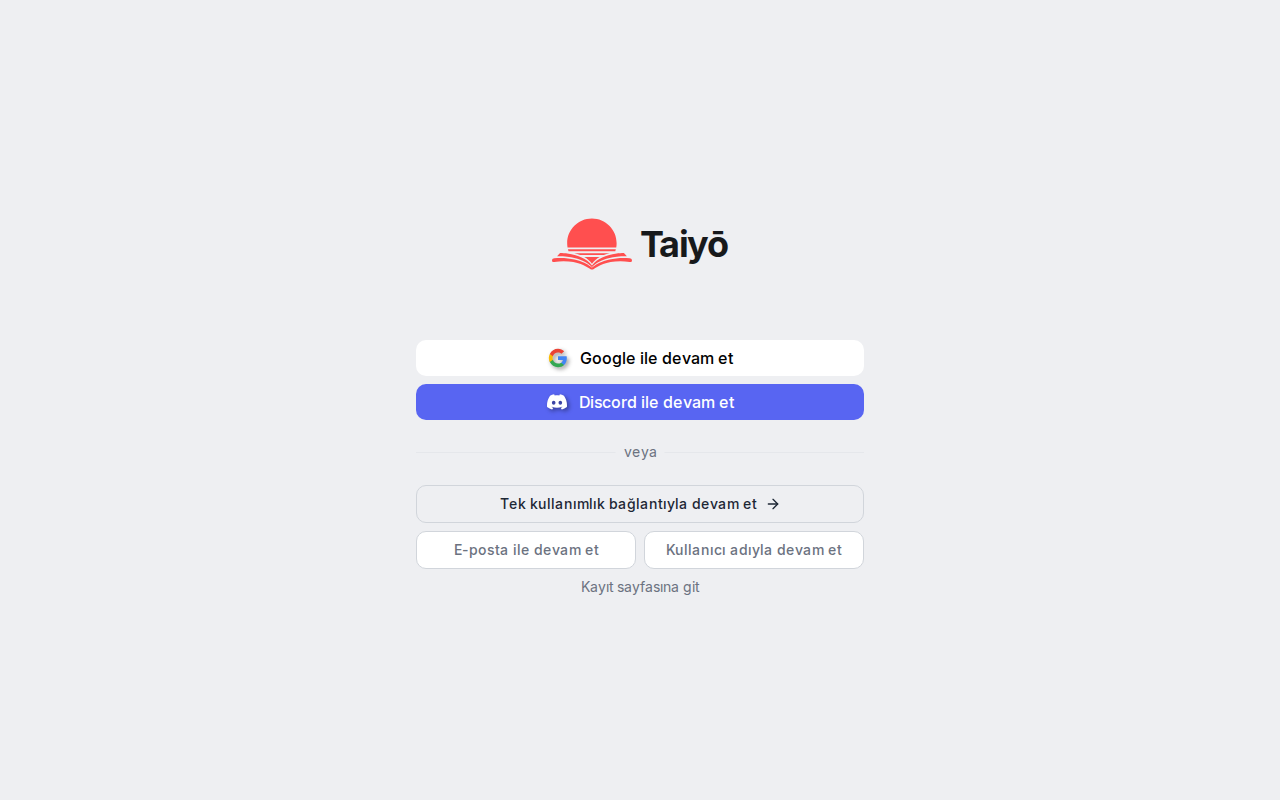 Taiyō
Google ile devam et
Discord ile devam et
veya
Tek kullanımlık bağlantıyla devam et →
E-posta ile devam et
Kullanıcı adıyla devam et
Kayıt sayfasına git